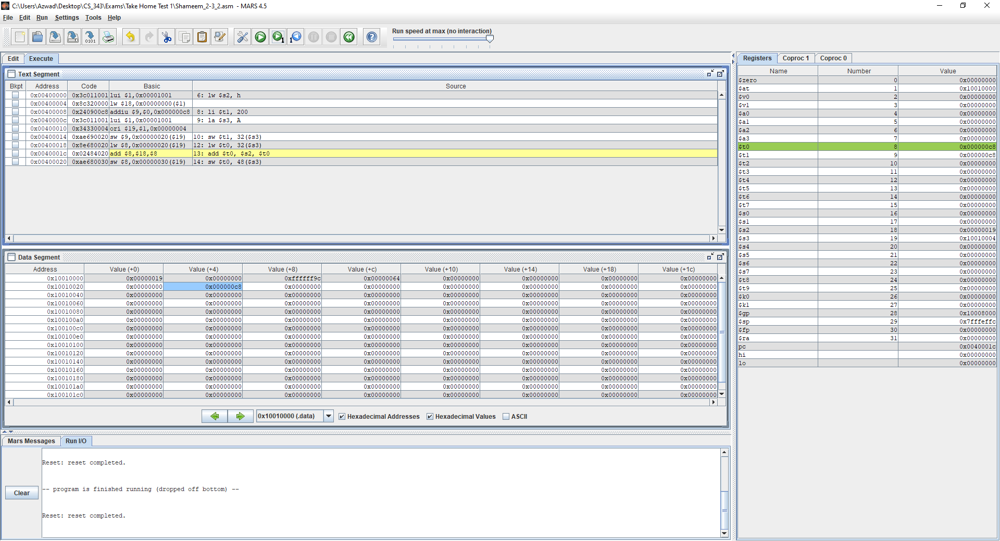 C:\Users\Azwad\Desktop\CS_343\Exams\Take Home Test 1\Shameem_2-3_2.asm - MARS 4.5
File Edit Run Settings Tools Help
Run speed at max (no interaction)
Edit Execute
Text Segment
Bkpt Address Code Basic Source
0x00400000 0x3c011001 lui $1,0x00001001 6: lw $s2, h
0x00400004 0x8c320000 lw $18,0x00000000($1)
0x00400008 0x240900c8 addiu $9,$0,0x000000c8 8: li $t1, 200
0x0040000c 0x3c011001 lui $1,0x00001001 9: la $s3, A
0x00400010 0x34330004 ori $19,$1,0x00000004
0x00400014 0xae690020 sw $9,0x00000020($19) 10: sw $t1, 32($s3)
0x00400018 0x8e680020 lw $8,0x00000020($19) 12: lw $t0, 32($s3)
0x0040001c 0x02484020 add $8,$18,$8 13: add $t0, $s2, $t0
0x00400020 0xae680030 sw $8,0x00000030($19) 14: sw $t0, 48($s3)
Data Segment
Address Value (+0) Value (+4) Value (+8) Value (+c) Value (+10) Value (+14) Value (+18) Value (+1c)
0x10010000 0x00000019 0x00000000 0xffffff9c 0x00000064 0x00000000 0x00000000 0x00000000 0x00000000
0x10010020 0x00000000 0x000000c8 0x00000000 0x00000000 0x00000000 0x00000000 0x00000000 0x00000000
0x10010040 0x00000000 0x00000000 0x00000000 0x00000000 0x00000000 0x00000000 0x00000000 0x00000000
0x10010060 0x00000000 0x00000000 0x00000000 0x00000000 0x00000000 0x00000000 0x00000000 0x00000000
0x10010080 0x00000000 0x00000000 0x00000000 0x00000000 0x00000000 0x00000000 0x00000000 0x00000000
0x100100a0 0x00000000 0x00000000 0x00000000 0x00000000 0x00000000 0x00000000 0x00000000 0x00000000
0x100100c0 0x00000000 0x00000000 0x00000000 0x00000000 0x00000000 0x00000000 0x00000000 0x00000000
0x100100e0 0x00000000 0x00000000 0x00000000 0x00000000 0x00000000 0x00000000 0x00000000 0x00000000
0x10010100 0x00000000 0x00000000 0x00000000 0x00000000 0x00000000 0x00000000 0x00000000 0x00000000
0x10010120 0x00000000 0x00000000 0x00000000 0x00000000 0x00000000 0x00000000 0x00000000 0x00000000
0x10010140 0x00000000 0x00000000 0x00000000 0x00000000 0x00000000 0x00000000 0x00000000 0x00000000
0x10010160 0x00000000 0x00000000 0x00000000 0x00000000 0x00000000 0x00000000 0x00000000 0x00000000
0x10010180 0x00000000 0x00000000 0x00000000 0x00000000 0x00000000 0x00000000 0x00000000 0x00000000
0x100101a0 0x00000000 0x00000000 0x00000000 0x00000000 0x00000000 0x00000000 0x00000000 0x00000000
0x100101c0 0x00000000 0x00000000 0x00000000 0x00000000 0x00000000 0x00000000 0x00000000 0x00000000
0x10010000 (.data) Hexadecimal Addresses Hexadecimal Values ASCII
Mars Messages Run I/O
Reset: reset completed.
-- program is finished running (dropped off bottom) --
Reset: reset completed.
Clear
Registers Coproc 1 Coproc 0
Name Number Value
$zero 0 0x00000000
$at 1 0x10010000
$v0 2 0x00000000
$v1 3 0x00000000
$a0 4 0x00000000
$a1 5 0x00000000
$a2 6 0x00000000
$a3 7 0x00000000
$t0 8 0x000000c8
$t1 9 0x000000c8
$t2 10 0x00000000
$t3 11 0x00000000
$t4 12 0x00000000
$t5 13 0x00000000
$t6 14 0x00000000
$t7 15 0x00000000
$s0 16 0x00000000
$s1 17 0x00000000
$s2 18 0x00000019
$s3 19 0x10010004
$s4 20 0x00000000
$s5 21 0x00000000
$s6 22 0x00000000
$s7 23 0x00000000
$t8 24 0x00000000
$t9 25 0x00000000
$k0 26 0x00000000
$k1 27 0x00000000
$gp 28 0x10008000
$sp 29 0x7fffeffc
$fp 30 0x00000000
$ra 31 0x00000000
pc 0x0040001c
hi 0x00000000
lo 0x00000000